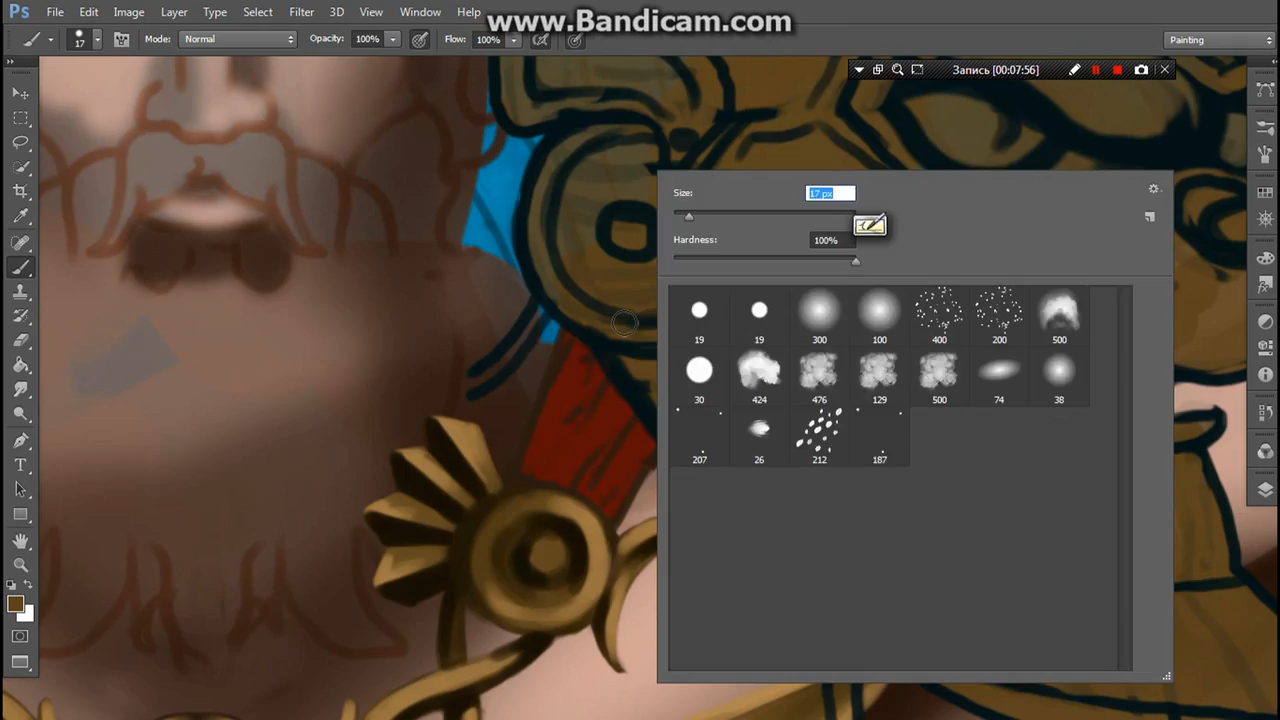 www.Bandicam.com
Ps File Edit Image Layer Type Select Filter 3D View Window Help
17 Mode: Normal Opacity: 100% Flow: 100% Painting
Запись [00:07:56]
Size: 17 px
Hardness: 100%
19 19 300 100 400 200 500
30 424 476 129 500 74 38
207 26 212 187